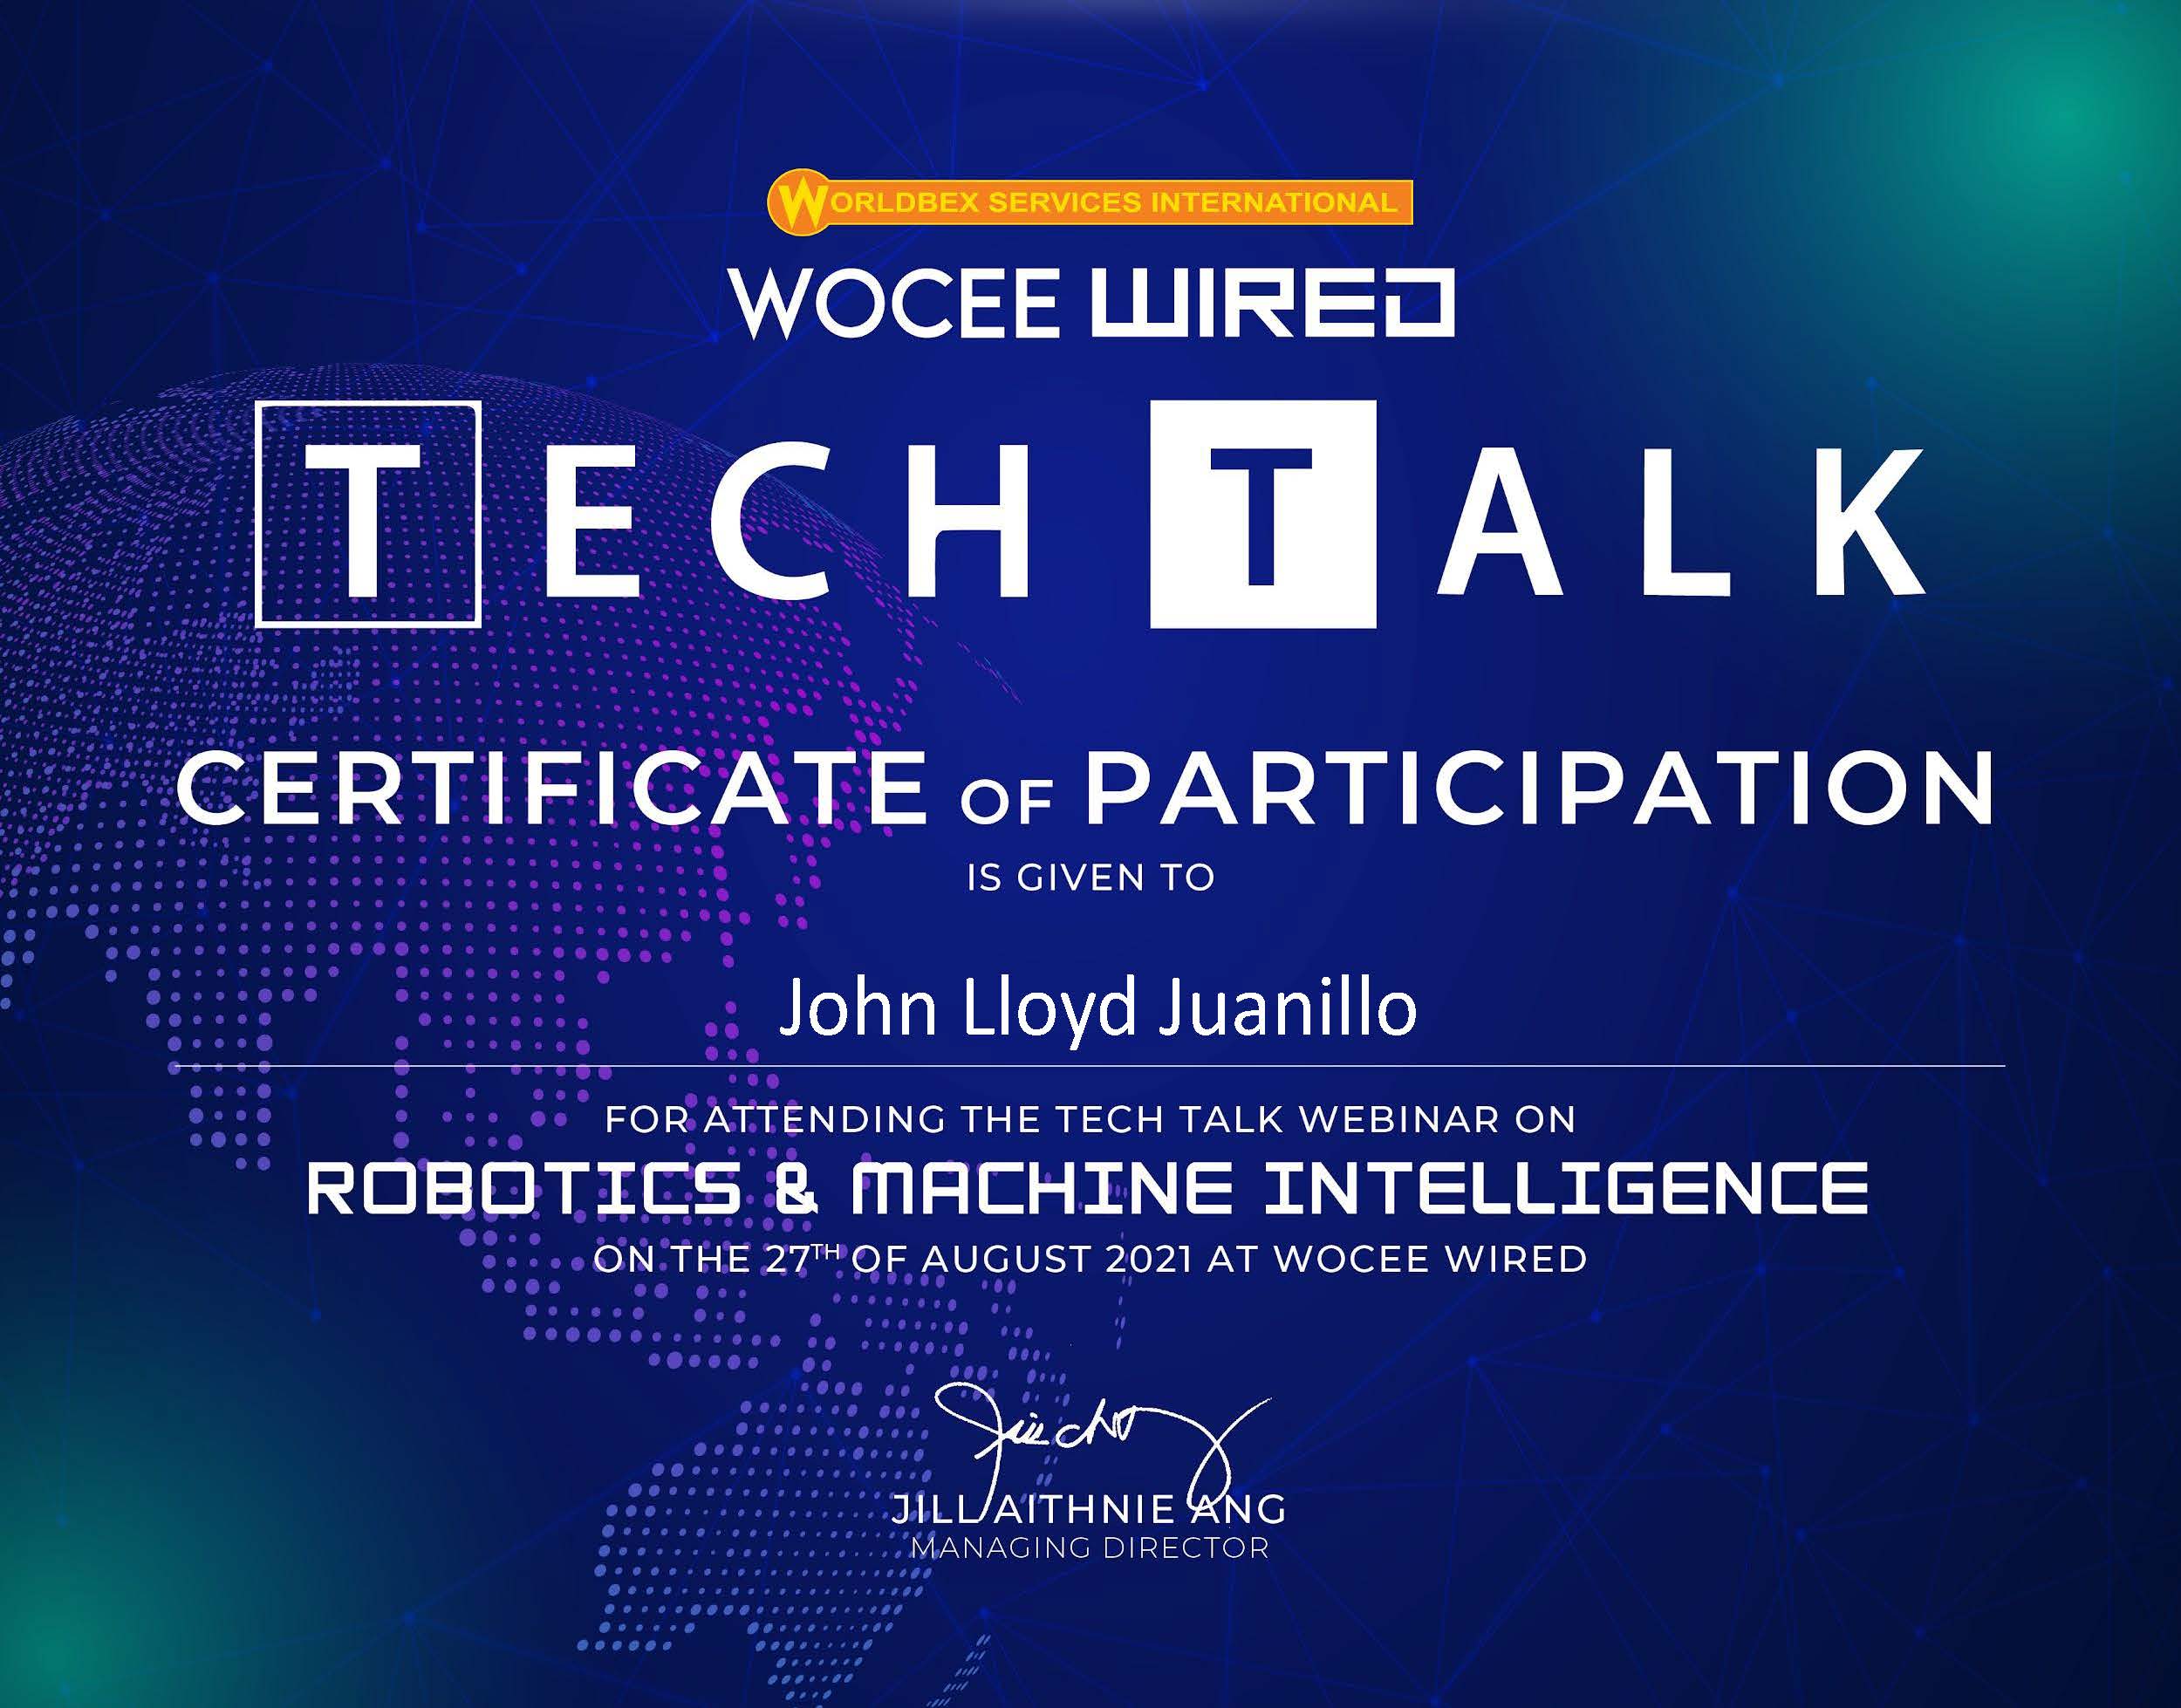 WORLDBEX SERVICES INTERNATIONAL
WOCEE WIRED
TECH TALK
CERTIFICATE OF PARTICIPATION
IS GIVEN TO
John Lloyd Juanillo
FOR ATTENDING THE TECH TALK WEBINAR ON
ROBOTICS & MACHINE INTELLIGENCE
ON THE 27TH OF AUGUST 2021 AT WOCEE WIRED
JILL AITHNIE ANG
MANAGING DIRECTOR